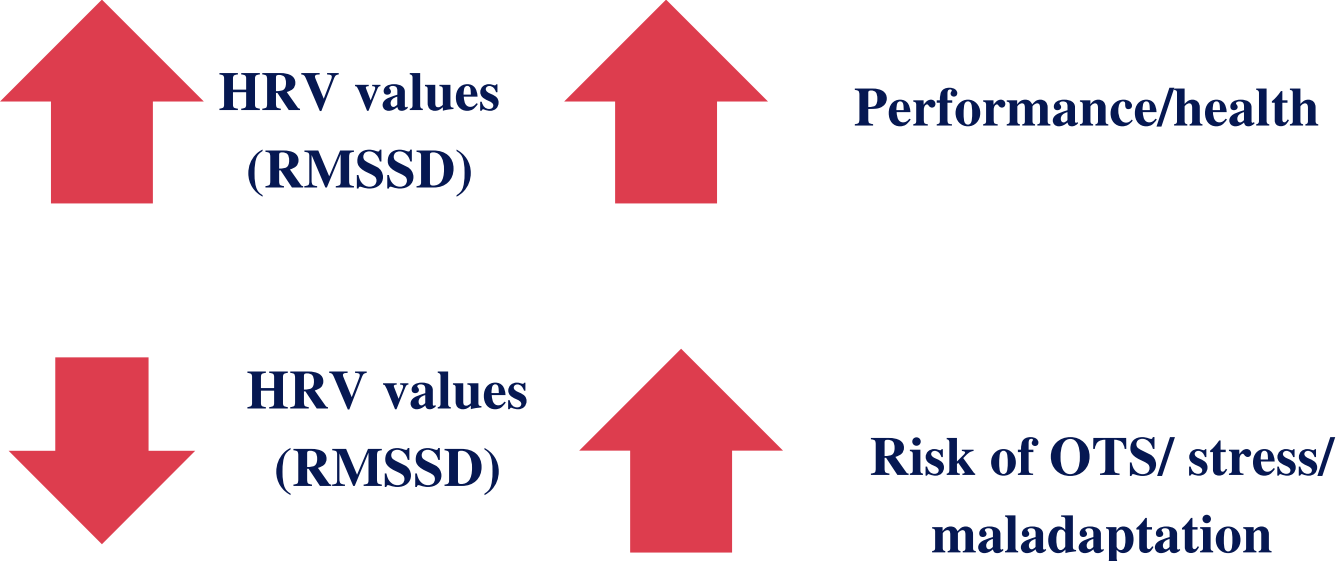 HRV values
(RMSSD)
Performance/health
HRV values
(RMSSD)
Risk of OTS/ stress/
maladaptation